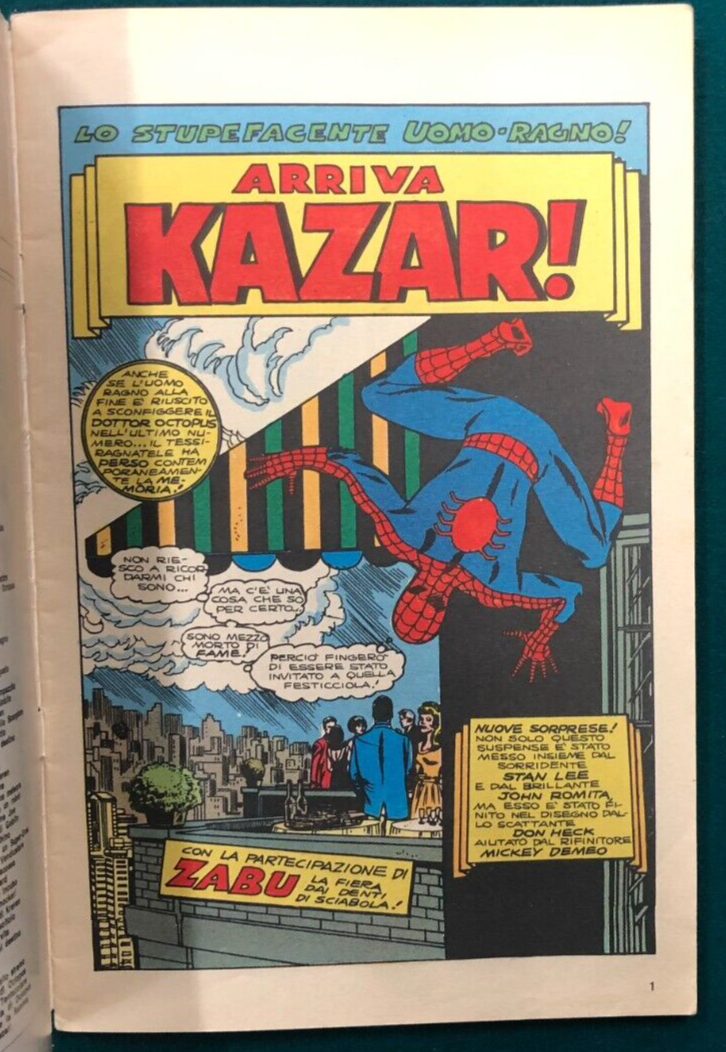 LO STUPEFACENTE UOMO-RAGNO!
ARRIVA
KAZAR!
ANCHE
SE L'UOMO
RAGNO ALLA
FINE E' RIUSCITO
A SCONFIGGERE IL
DOTTOR OCTOPUS
NELL'ULTIMO NU-
MERO... IL TESSI-
RAGNATELE HA
PERSO CONTEM
PORANEAMEN-
TE LA ME-
MORIA!
NON RIE-
SCO A RICOR
DARMI CHI
SONO...
MA C'E' UNA
COSA CHE SO
PER CERTO...
SONO MEZZO
MORTO DI
FAME!
PERCIO' FINGERO'
DI ESSERE STATO
INVITATO A QUELLA
FESTICCIOLA!
NUOVE SORPRESE!
NON SOLO QUESTO
SUSPENSE E' STATO
MESSO INSIEME DAL
SORRIDENTE
STAN LEE
E DAL BRILLANTE
JOHN ROMITA,
MA ESSO E' STATO FI-
NITO NEL DISEGNO DAL-
LO SCATTANTE
DON HECK
AIUTATO DAL RIFINITORE
MICKEY DEMEO
CON LA PARTECIPAZIONE DI
ZABU LA FIERA
DAI DENTI
DI SCIABOLA!
1